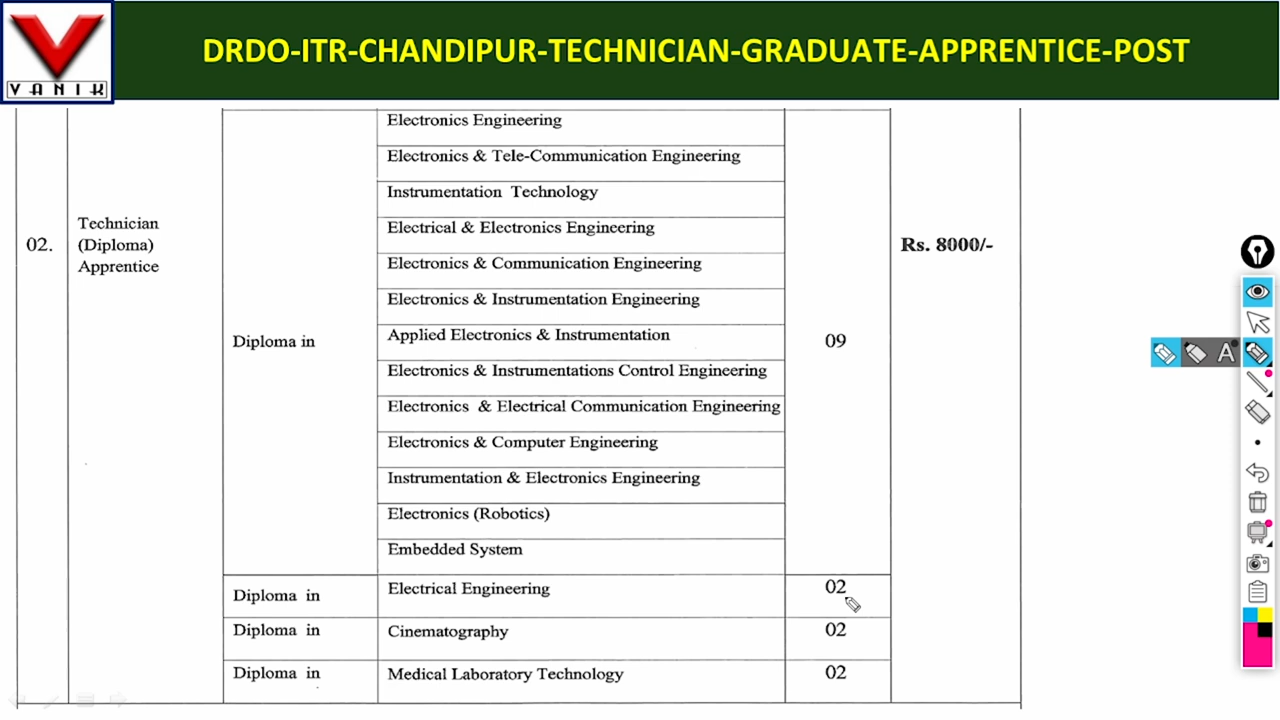 VANIK
DRDO-ITR-CHANDIPUR-TECHNICIAN-GRADUATE-APPRENTICE-POST
02.
Technician
(Diploma)
Apprentice
Diploma in
Electronics Engineering
Electronics & Tele-Communication Engineering
Instrumentation Technology
Electrical & Electronics Engineering
Electronics & Communication Engineering
Electronics & Instrumentation Engineering
Applied Electronics & Instrumentation
Electronics & Instrumentations Control Engineering
Electronics & Electrical Communication Engineering
Electronics & Computer Engineering
Instrumentation & Electronics Engineering
Electronics (Robotics)
Embedded System
09
Rs. 8000/-
Diploma in Electrical Engineering 02
Diploma in Cinematography 02
Diploma in Medical Laboratory Technology 02
A